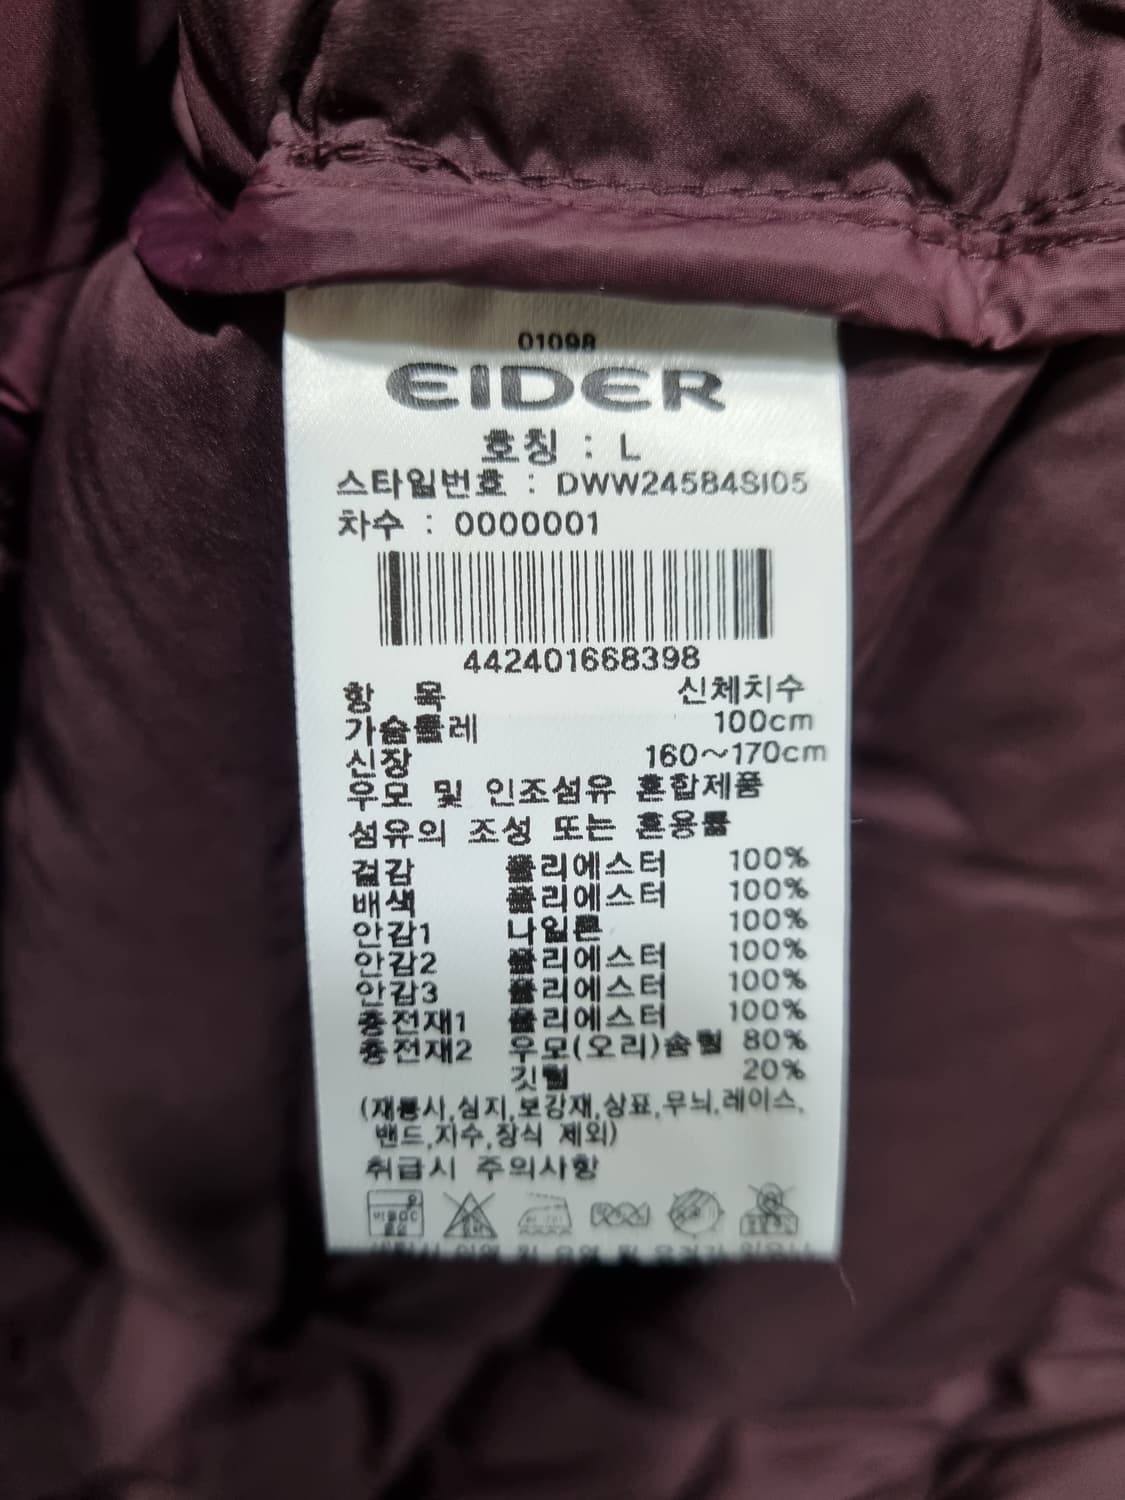 01098
EIDER
호칭 : L
스타일번호 : DWW24584SI05
차수 : 0000001
442401668398
항 목 신체치수
가슴둘레 100cm
신장 160~170cm
우모 및 인조섬유 혼합제품
섬유의 조성 또는 혼용률
겉감 폴리에스터 100%
배색 폴리에스터 100%
안감1 나일론 100%
안감2 폴리에스터 100%
안감3 폴리에스터 100%
충전재1 폴리에스터 100%
충전재2 우모(오리)솜털 80%
깃털 20%
(재봉사,심지,보강재,상표,무늬,레이스,
밴드,자수,장식 제외)
취급시 주의사항